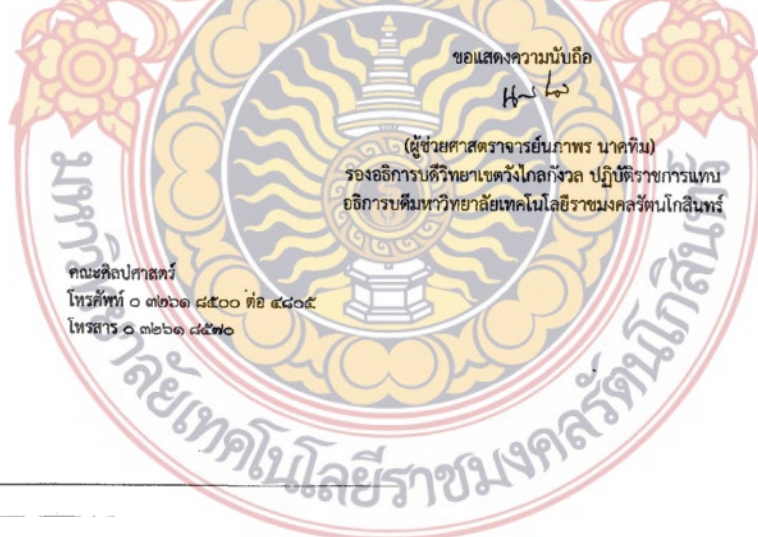 ขอแสดงความนับถือ
(ผู้ช่วยศาสตราจารย์นภาพร นาคทิม)
รองอธิการบดีวิทยาเขตวังไกลกังวล ปฏิบัติราชการแทน
อธิการบดีมหาวิทยาลัยเทคโนโลยีราชมงคลรัตนโกสินทร์
คณะศิลปศาสตร์
โทรศัพท์ ๐ ๓๒๖๑ ๘๕๐๐ ต่อ ๔๘๐๕
โทรสาร ๐ ๓๒๖๑ ๘๕๗๐
มหาวิทยาลัยเทคโนโลยีราชมงคลรัตนโกสินทร์